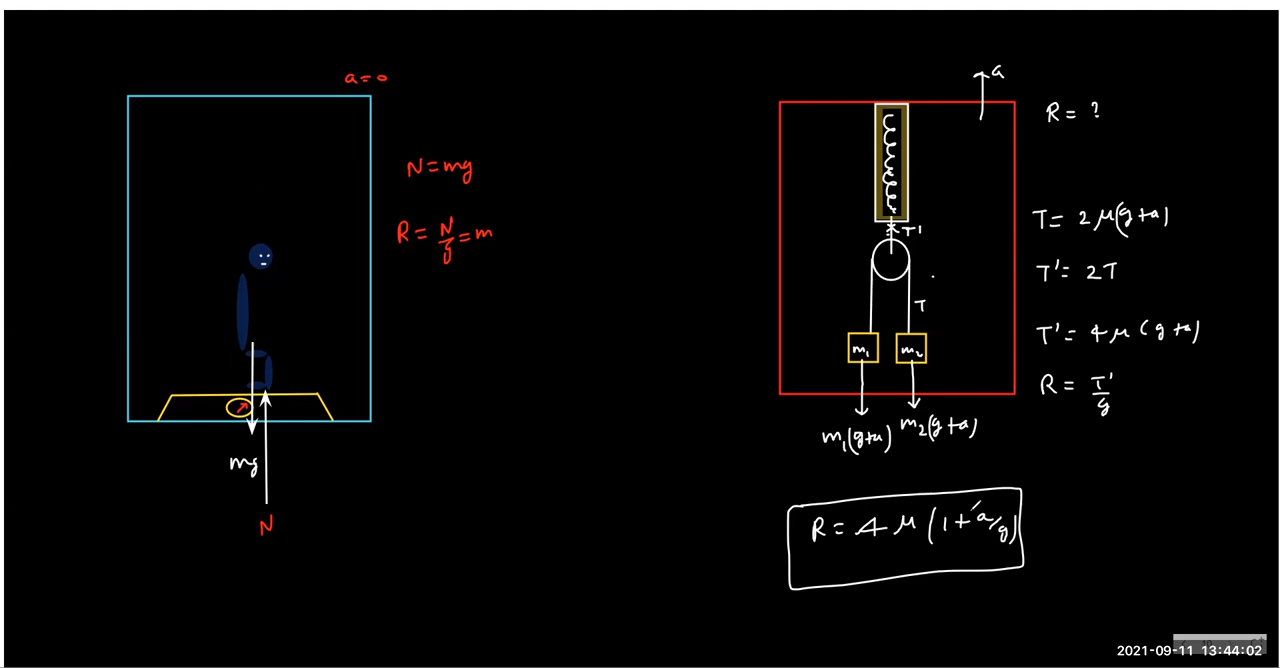 a = 0
N = mg
R = N/g = m
mg
N
a
R = ?
T'
T = 2μ(g+a)
T' = 2T
T
T' = 4μ(g+a)
m₁ m₂
R = T'/g
m₁(g+a) m₂(g+a)
R = 4μ(1+a/g)
2021-09-11 13:44:02